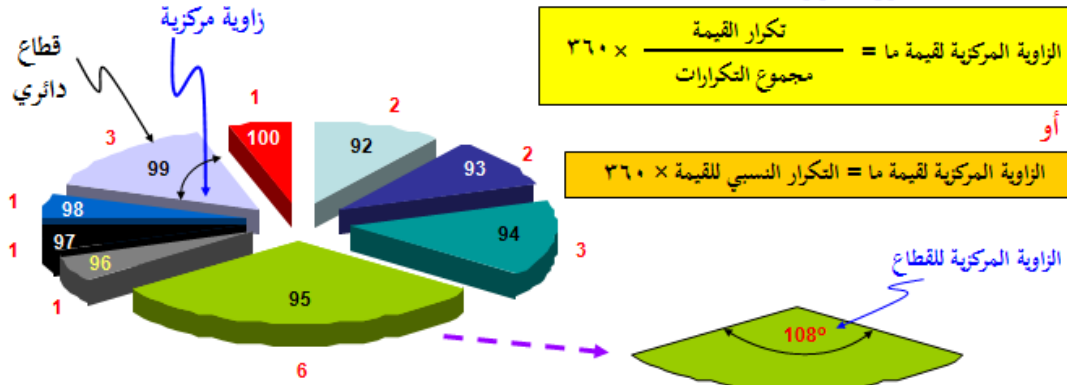 زاوية مركزية
قطاع
دائري
الزاوية المركزية لقيمة ما = تكرار القيمة / مجموع التكرارات × ٣٦٠
أو
الزاوية المركزية لقيمة ما = التكرار النسبي للقيمة × ٣٦٠
1
100
2
92
2
93
3
94
6
95
1
96
1
97
1
98
3
99
الزاوية المركزية للقطاع
108º